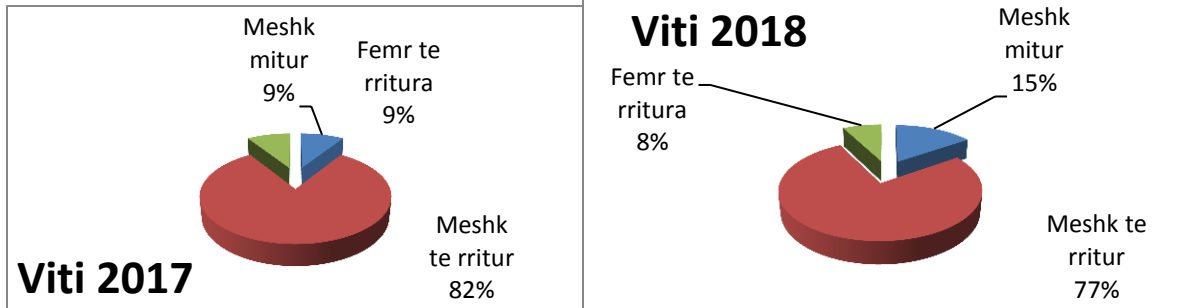 Meshk
mitur
9%
Femr te
rritura
9%
Meshk
te rritur
82%
Viti 2017
Viti 2018
Meshk
mitur
15%
Femr te
rritura
8%
Meshk te
rritur
77%